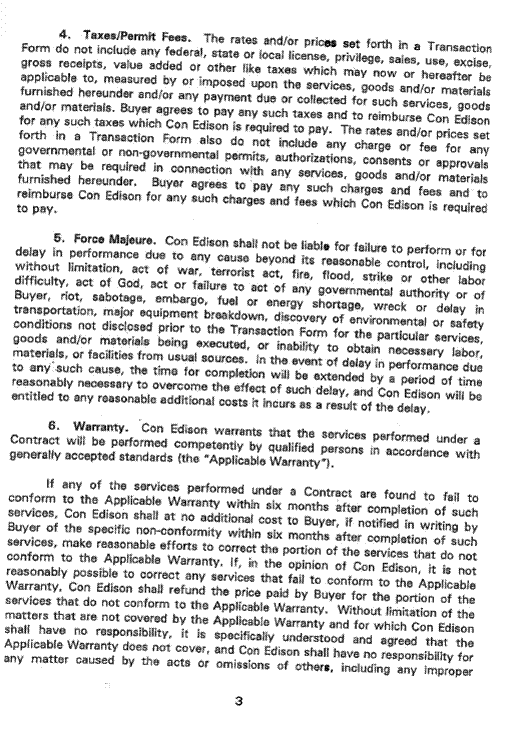 4. Taxes/Permit Fees. The rates and/or prices set forth in a Transaction
Form do not include any federal, state or local license, privilege, sales, use, excise,
gross receipts, value added or other like taxes which may now or hereafter be
applicable to, measured by or imposed upon the services, goods and/or materials
furnished hereunder and/or any payment due or collected for such services, goods
and/or materials. Buyer agrees to pay any such taxes and to reimburse Con Edison
for any such taxes which Con Edison is required to pay. The rates and/or prices set
forth in a Transaction Form also do not include any charge or fee for any
governmental or non-governmental permits, authorizations, consents or approvals
that may be required in connection with any services, goods and/or materials
furnished hereunder. Buyer agrees to pay any such charges and fees and to
reimburse Con Edison for any such charges and fees which Con Edison is required
to pay.
5. Force Majeure. Con Edison shall not be liable for failure to perform or for
delay in performance due to any cause beyond its reasonable control, including
without limitation, act of war, terrorist act, fire, flood, strike or other labor
difficulty, act of God, act or failure to act of any governmental authority or of
Buyer, riot, sabotage, embargo, fuel or energy shortage, wreck or delay in
transportation, major equipment breakdown, discovery of environmental or safety
conditions not disclosed prior to the Transaction Form for the particular services,
goods and/or materials being executed, or inability to obtain necessary labor,
materials, or facilities from usual sources. In the event of delay in performance due
to any such cause, the time for completion will be extended by a period of time
reasonably necessary to overcome the effect of such delay, and Con Edison will be
entitled to any reasonable additional costs it incurs as a result of the delay.
6. Warranty. Con Edison warrants that the services performed under a
Contract will be performed competently by qualified persons in accordance with
generally accepted standards (the "Applicable Warranty").
If any of the services performed under a Contract are found to fail to
conform to the Applicable Warranty within six months after completion of such
services, Con Edison shall at no additional cost to Buyer, if notified in writing by
Buyer of the specific non-conformity within six months after completion of such
services, make reasonable efforts to correct the portion of the services that do not
conform to the Applicable Warranty. If, in the opinion of Con Edison, it is not
reasonably possible to correct any services that fail to conform to the Applicable
Warranty, Con Edison shall refund the price paid by Buyer for the portion of the
services that do not conform to the Applicable Warranty. Without limitation of the
matters that are not covered by the Applicable Warranty and for which Con Edison
shall have no responsibility, it is specifically understood and agreed that the
Applicable Warranty does not cover, and Con Edison shall have no responsibility for
any matter caused by the acts or omissions of others, including any improper
3